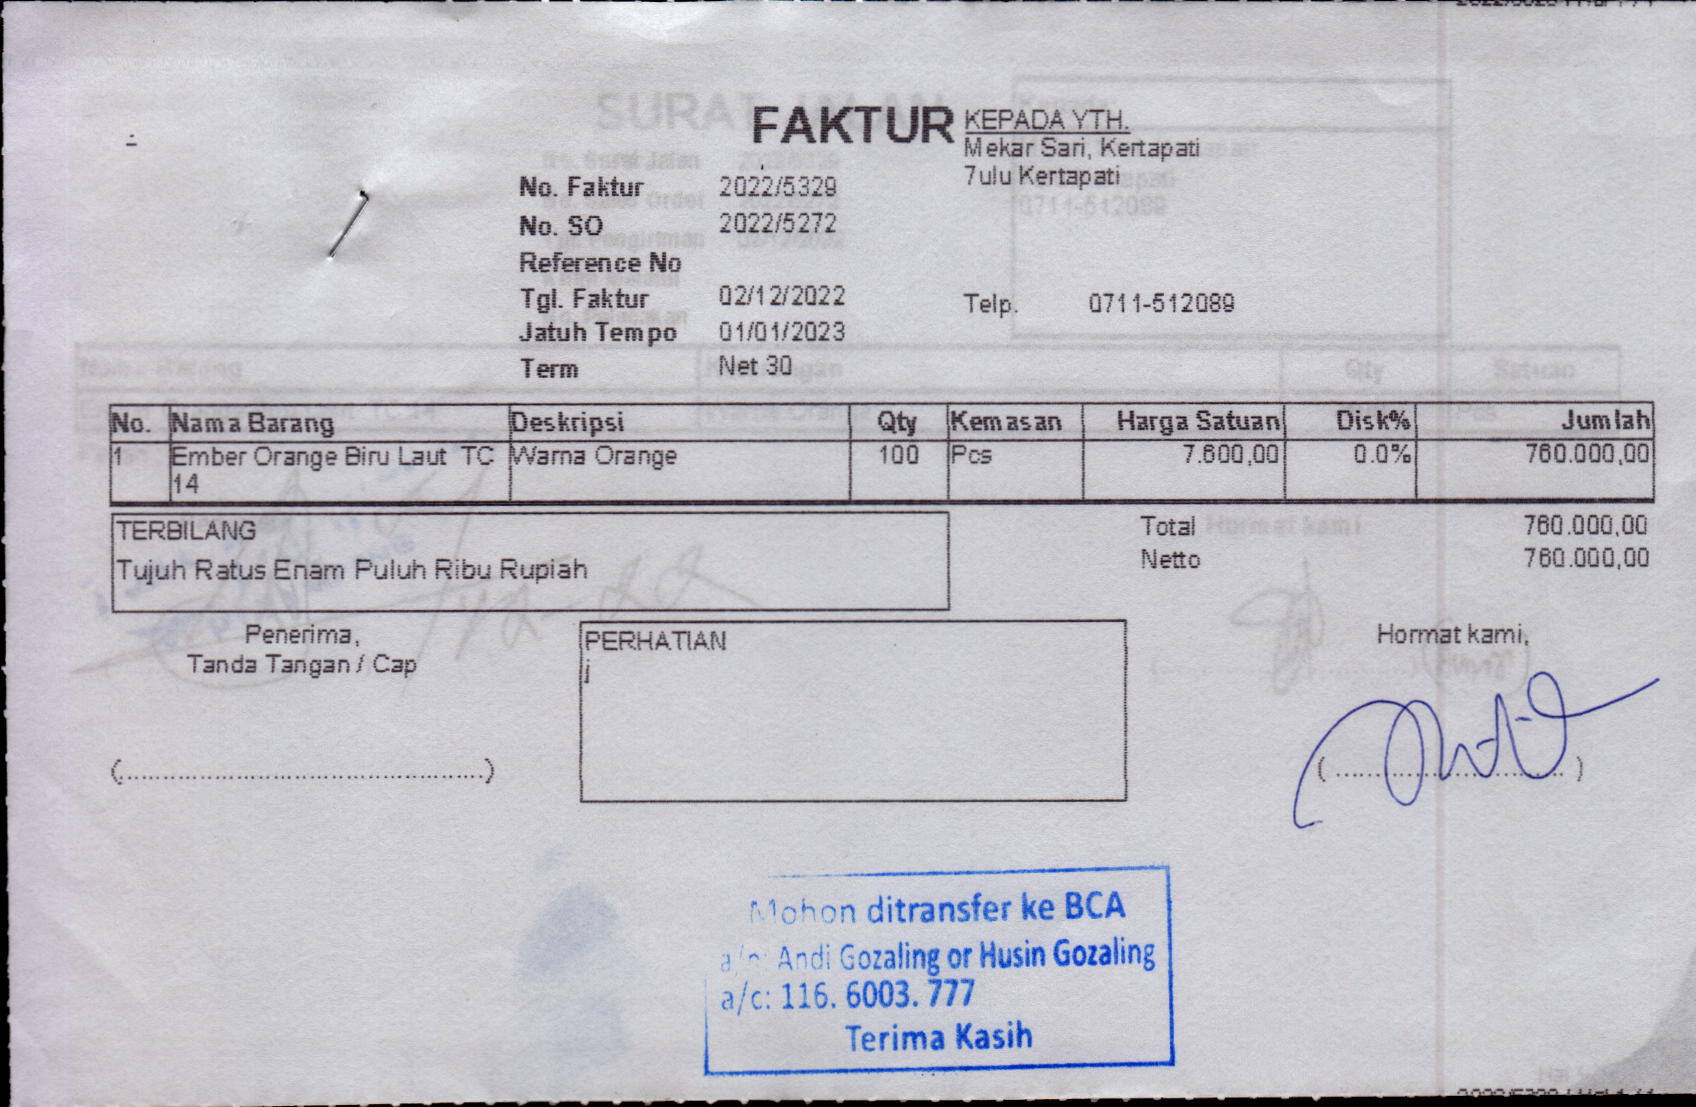 FAKTUR
KEPADA YTH.
Mekar Sari, Kertapati
7ulu Kertapati
No. Faktur 2022/5329
No. SO 2022/5272
Reference No
Tgl. Faktur 02/12/2022
Telp. 0711-512089
Jatuh Tempo 01/01/2023
Term Net 30
No. Nama Barang Deskripsi Qty Kemasan Harga Satuan Disk% Jumlah
1 Ember Orange Biru Laut TC Warna Orange 100 Pcs 7.600,00 0.0% 760.000,00
14
TERBILANG
Tujuh Ratus Enam Puluh Ribu Rupiah
Total 760.000,00
Netto 760.000,00
Penerima,
Tanda Tangan / Cap
PERHATIAN
j
Hormat kami,
Mohon ditransfer ke BCA
a/n: Andi Gozaling or Husin Gozaling
a/c: 116. 6003. 777
Terima Kasih